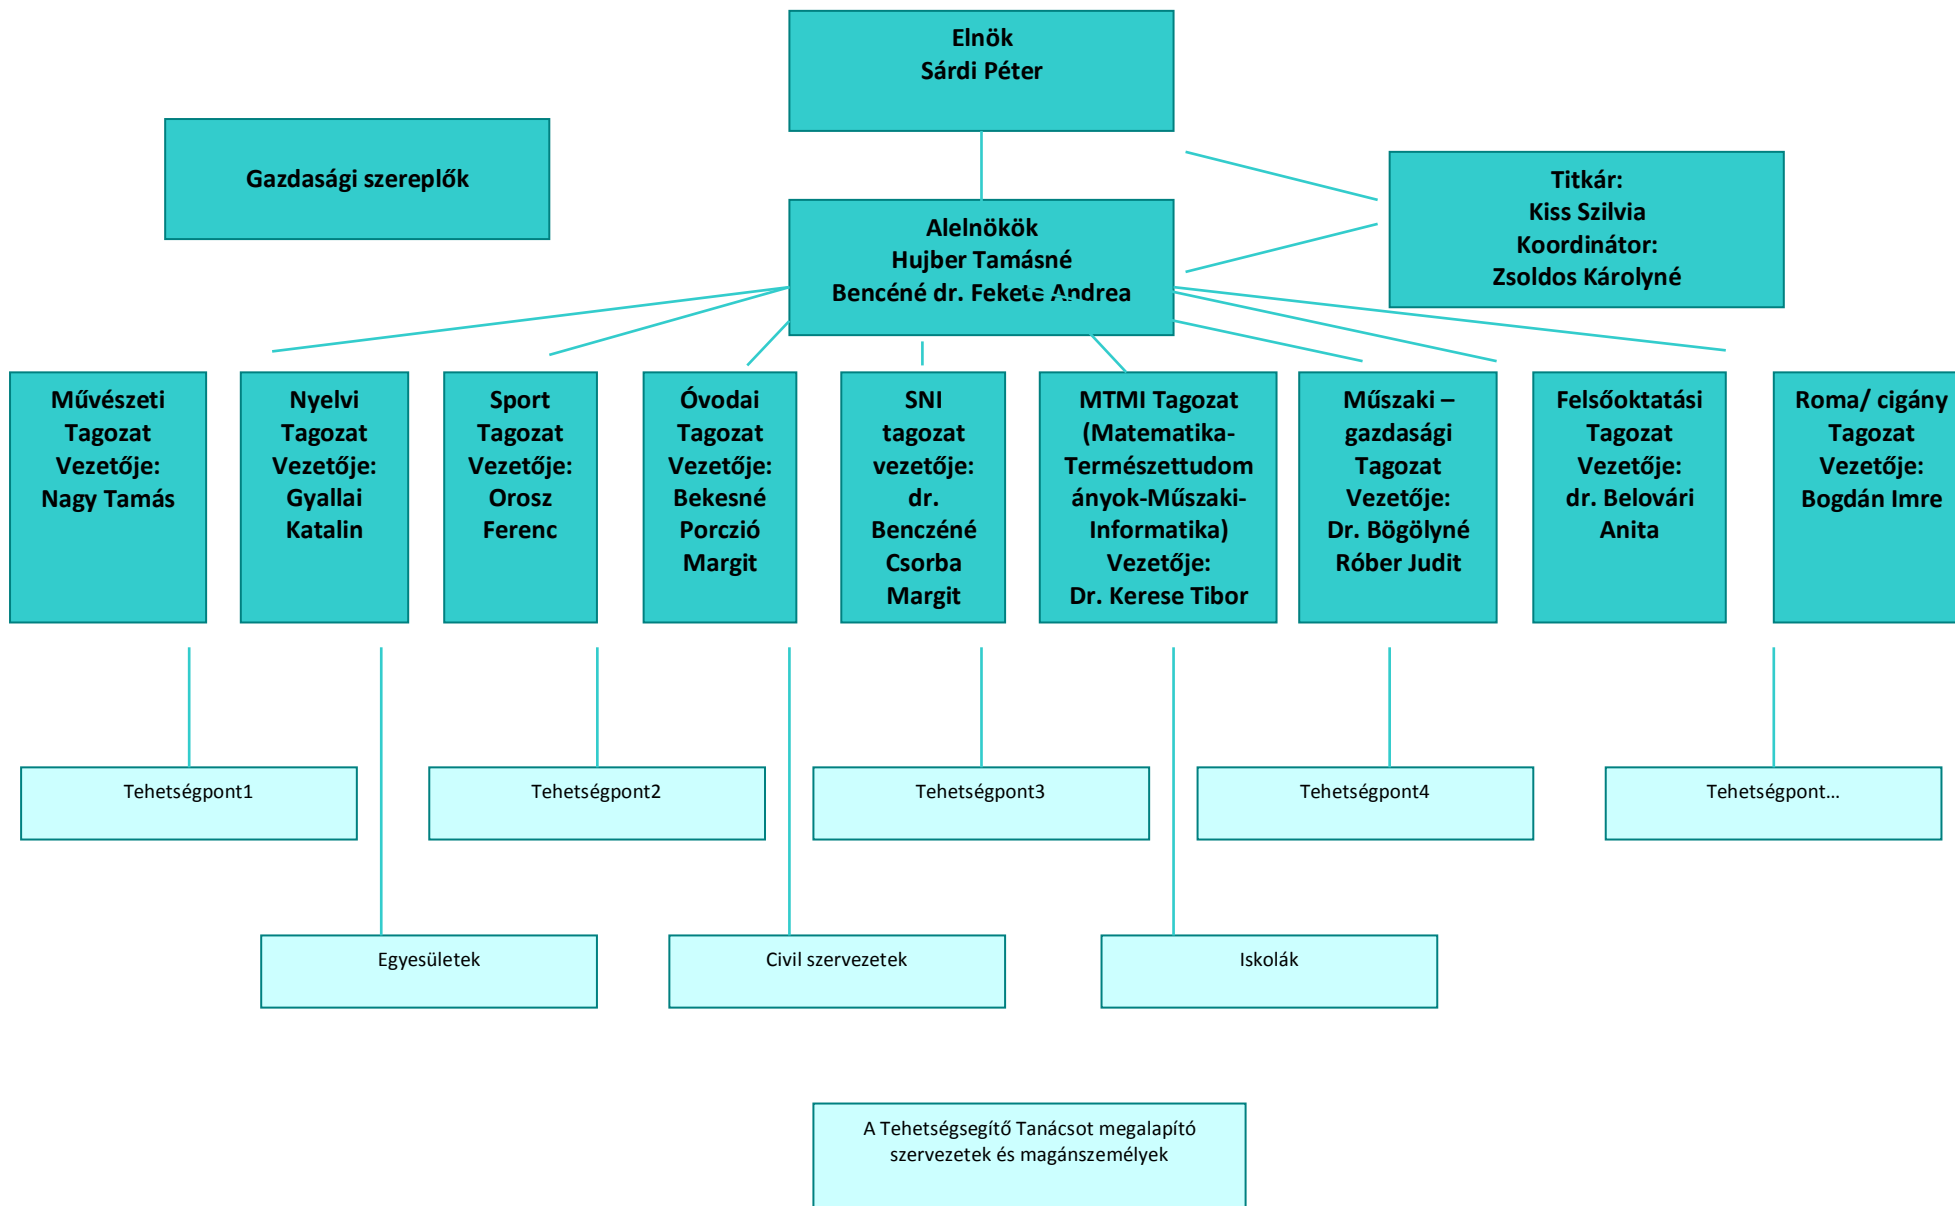 Elnök
Sárdi Péter
Gazdasági szereplők
Titkár:
Kiss Szilvia
Koordinátor:
Zsoldos Károlyné
Alelnökök
Hujber Tamásné
Bencéné dr. Fekete Andrea
Művészeti
Tagozat
Vezetője:
Nagy Tamás
Nyelvi
Tagozat
Vezetője:
Gyallai
Katalin
Sport
Tagozat
Vezetője:
Orosz
Ferenc
Óvodai
Tagozat
Vezetője:
Bekesné
Porczió
Margit
SNI
tagozat
vezetője:
dr.
Benczéné
Csorba
Margit
MTMI Tagozat
(Matematika-
Természettudom
ányok-Műszaki-
Informatika)
Vezetője:
Dr. Kerese Tibor
Műszaki –
gazdasági
Tagozat
Vezetője:
Dr. Bögölyné
Róber Judit
Felsőoktatási
Tagozat
Vezetője:
dr. Belovári
Anita
Roma/ cigány
Tagozat
Vezetője:
Bogdán Imre
Tehetségpont1
Tehetségpont2
Tehetségpont3
Tehetségpont4
Tehetségpont...
Egyesületek
Civil szervezetek
Iskolák
A Tehetségsegítő Tanácsot megalapító
szervezetek és magánszemélyek